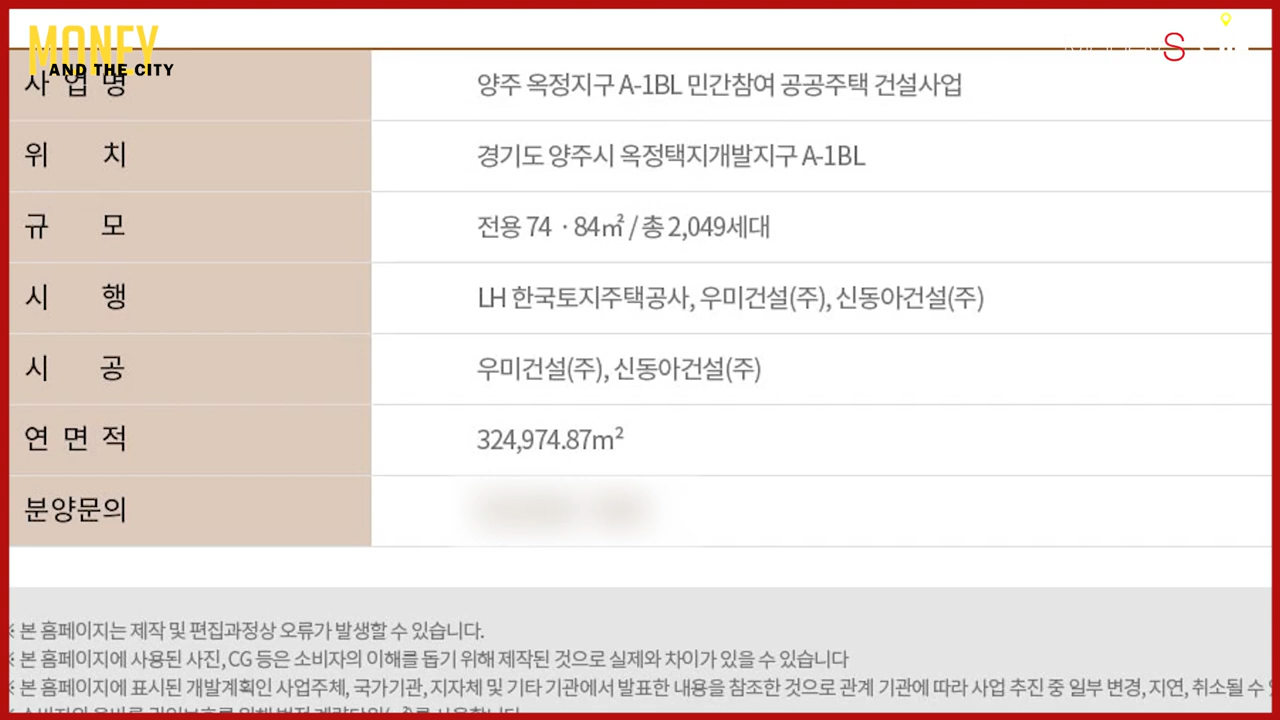 MONEY
AND THE CITY
사 업 명 양주 옥정지구 A-1BL 민간참여 공공주택 건설사업
위 치 경기도 양주시 옥정택지개발지구 A-1BL
규 모 전용 74 · 84㎡ / 총 2,049세대
시 행 LH 한국토지주택공사, 우미건설(주), 신동아건설(주)
시 공 우미건설(주), 신동아건설(주)
연 면 적 324,974.87m²
분양문의
※ 본 홈페이지는 제작 및 편집과정상 오류가 발생할 수 있습니다.
※ 본 홈페이지에 사용된 사진, CG 등은 소비자의 이해를 돕기 위해 제작된 것으로 실제와 차이가 있을 수 있습니다
※ 본 홈페이지에 표시된 개발계획인 사업주체, 국가기관, 지자체 및 기타 기관에서 발표한 내용을 참조한 것으로 관계 기관에 따라 사업 추진 중 일부 변경, 지연, 취소될 수